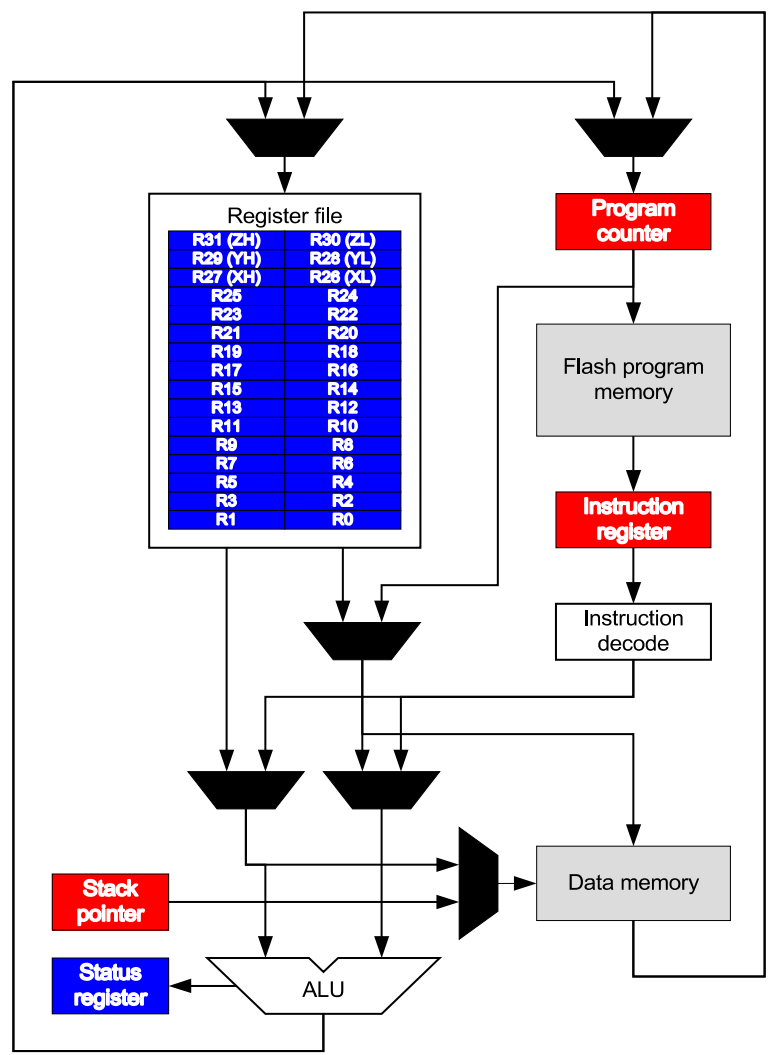 Register file
R31 (ZH) R30 (ZL)
R29 (YH) R28 (YL)
R27 (XH) R26 (XL)
R25 R24
R23 R22
R21 R20
R19 R18
R17 R16
R15 R14
R13 R12
R11 R10
R9 R8
R7 R6
R5 R4
R3 R2
R1 R0
Program
counter
Flash program
memory
Instruction
register
Instruction
decode
Stack
pointer
Data memory
Status
register
ALU